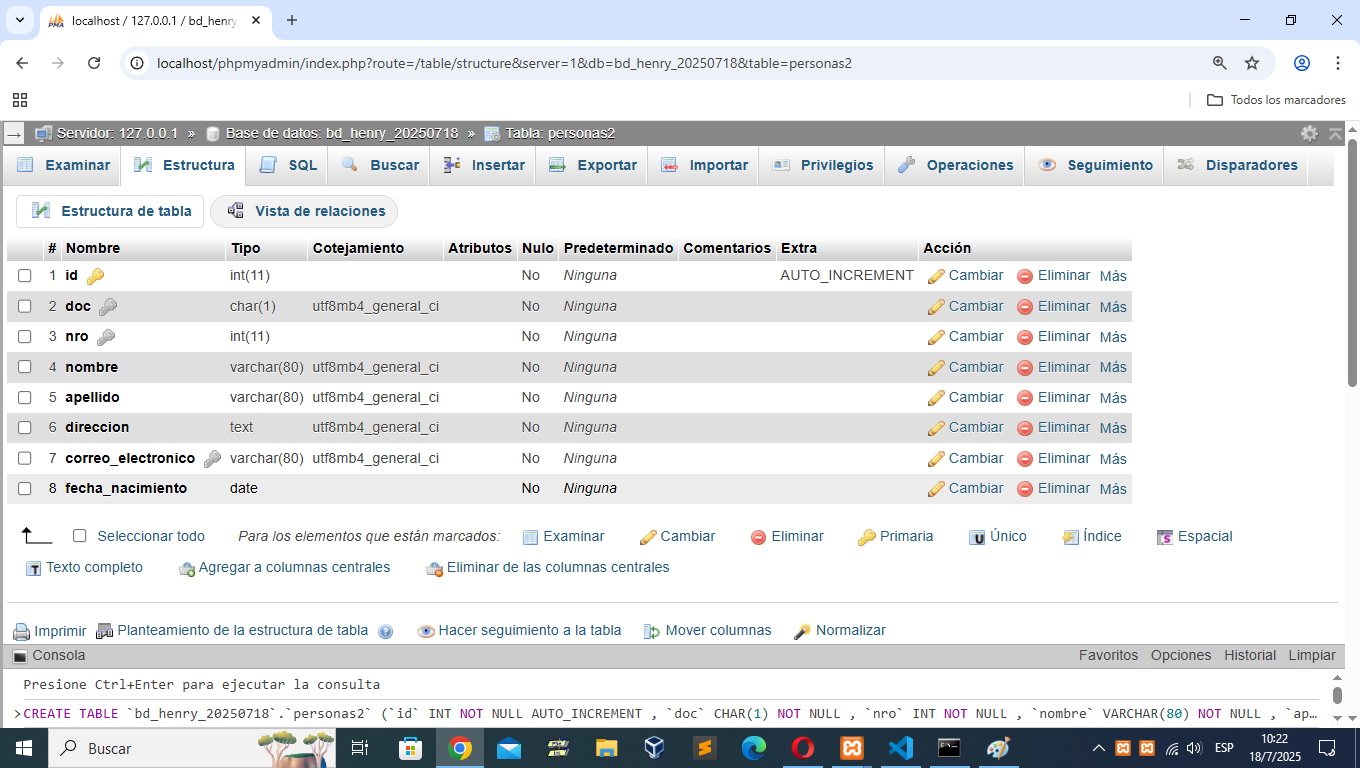 localhost / 127.0.0.1 / bd_henry
localhost/phpmyadmin/index.php?route=/table/structure&server=1&db=bd_henry_20250718&table=personas2
Todos los marcadores
Servidor: 127.0.0.1 » Base de datos: bd_henry_20250718 » Tabla: personas2
Examinar Estructura SQL Buscar Insertar Exportar Importar Privilegios Operaciones Seguimiento Disparadores
Estructura de tabla Vista de relaciones
# Nombre Tipo Cotejamiento Atributos Nulo Predeterminado Comentarios Extra Acción
1 id int(11) No Ninguna AUTO_INCREMENT Cambiar Eliminar Más
2 doc char(1) utf8mb4_general_ci No Ninguna Cambiar Eliminar Más
3 nro int(11) No Ninguna Cambiar Eliminar Más
4 nombre varchar(80) utf8mb4_general_ci No Ninguna Cambiar Eliminar Más
5 apellido varchar(80) utf8mb4_general_ci No Ninguna Cambiar Eliminar Más
6 direccion text utf8mb4_general_ci No Ninguna Cambiar Eliminar Más
7 correo_electronico varchar(80) utf8mb4_general_ci No Ninguna Cambiar Eliminar Más
8 fecha_nacimiento date No Ninguna Cambiar Eliminar Más
Seleccionar todo Para los elementos que están marcados: Examinar Cambiar Eliminar Primaria Único Índice Espacial
Texto completo Agregar a columnas centrales Eliminar de las columnas centrales
Imprimir Planteamiento de la estructura de tabla Hacer seguimiento a la tabla Mover columnas Normalizar
Consola Favoritos Opciones Historial Limpiar
Presione Ctrl+Enter para ejecutar la consulta
>CREATE TABLE `bd_henry_20250718`.`personas2` (`id` INT NOT NULL AUTO_INCREMENT , `doc` CHAR(1) NOT NULL , `nro` INT NOT NULL , `nombre` VARCHAR(80) NOT NULL , `ap…
Buscar ESP 10:22
18/7/2025